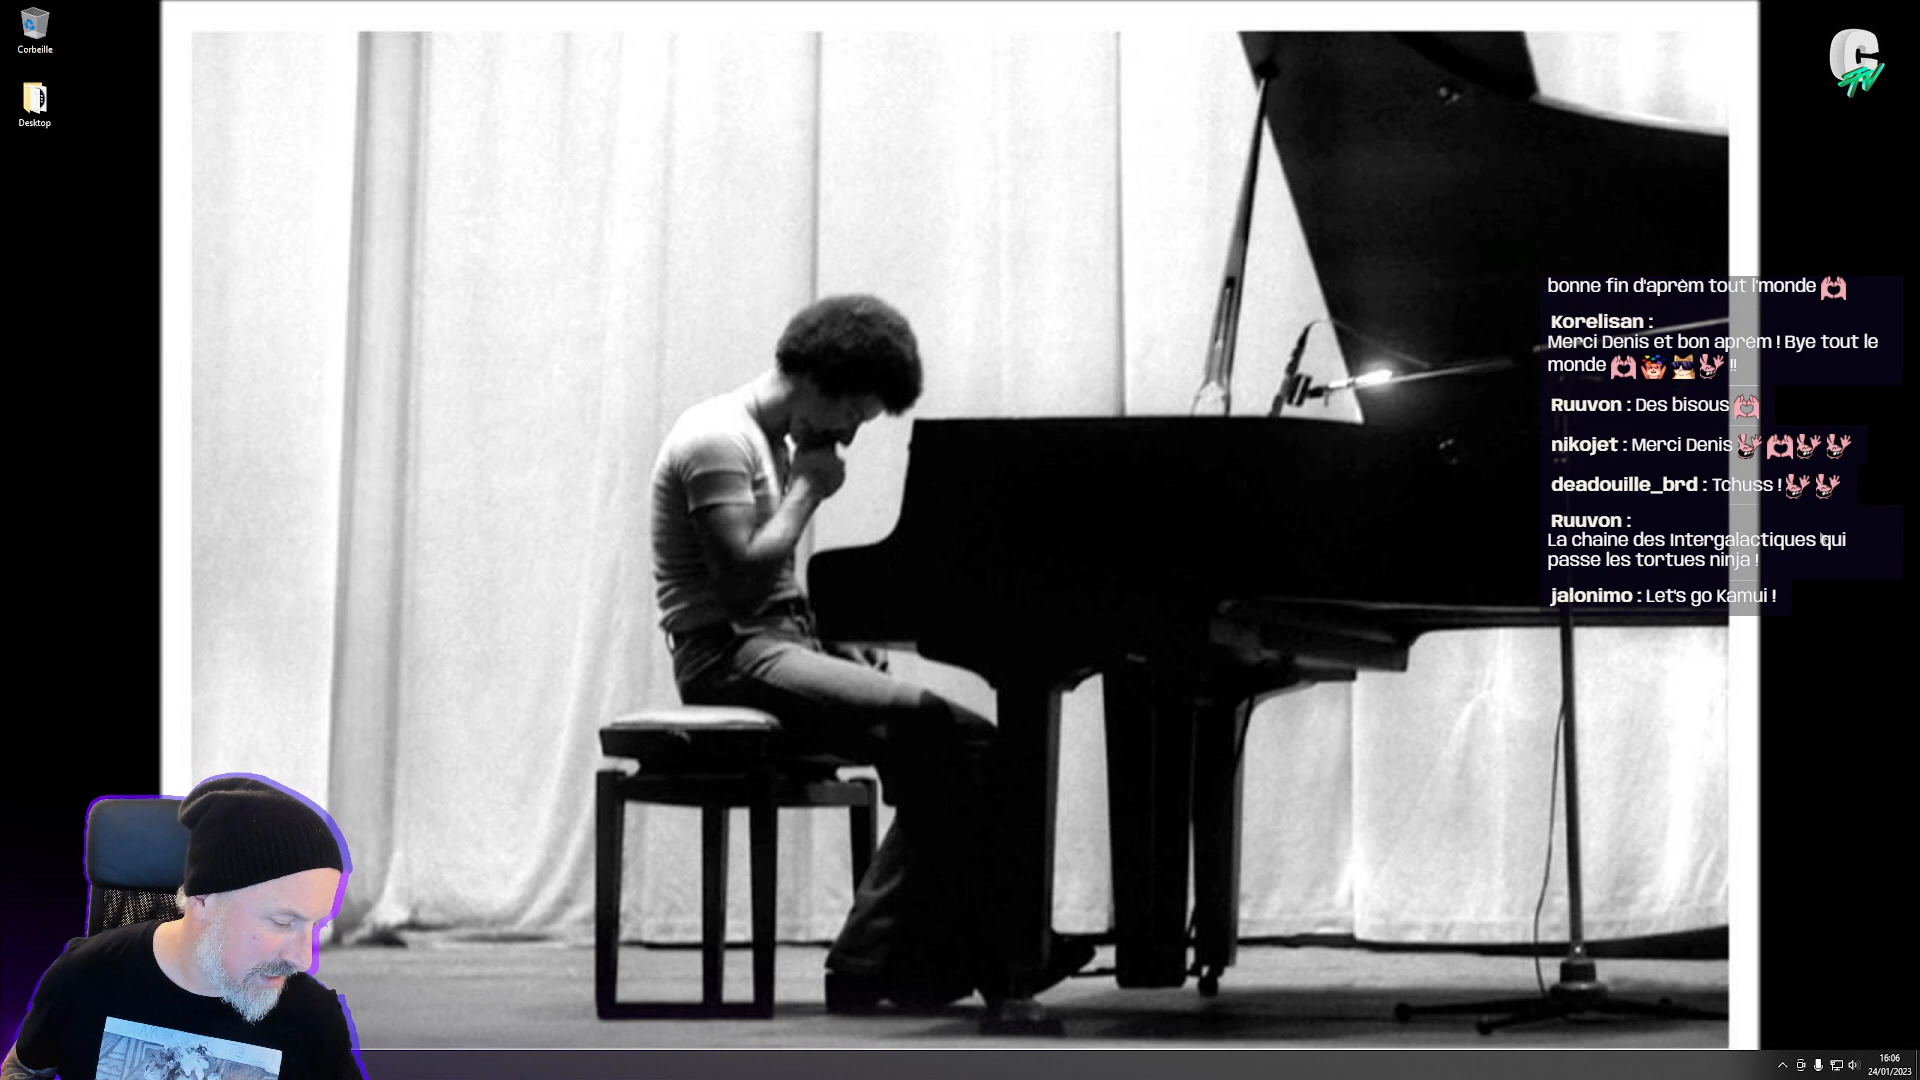 Corbeille
Desktop
C
TV
bonne fin d'aprèm tout l'monde
Korelisan :
Merci Denis et bon aprèm ! Bye tout le
monde !!
Ruuvon : Des bisous
nikojet : Merci Denis
deadouille_brd : Tchuss !
Ruuvon :
La chaine des Intergalactiques qui
passe les tortues ninja !
jalonimo : Let's go Kamui !
16:06
24/01/2023